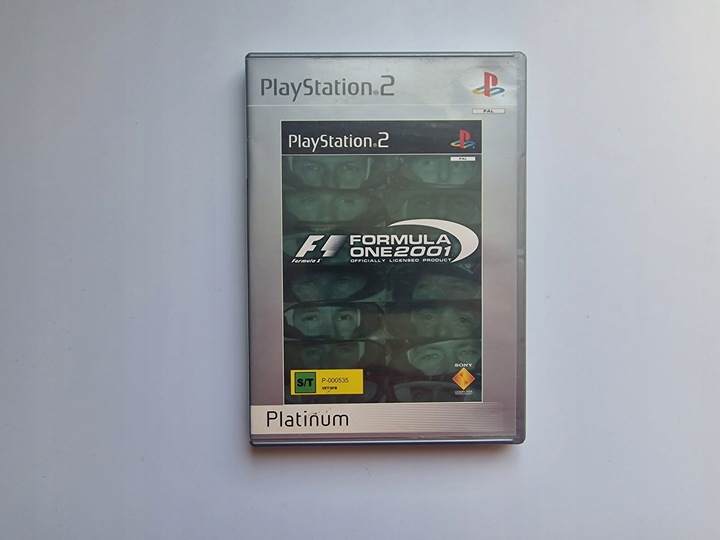 PlayStation.2
PAL
PlayStation.2
PAL
F1 FORMULA
ONE2001
Formula 1
OFFICIALLY LICENSED PRODUCT
SONY
S/T P-000535
Platinum